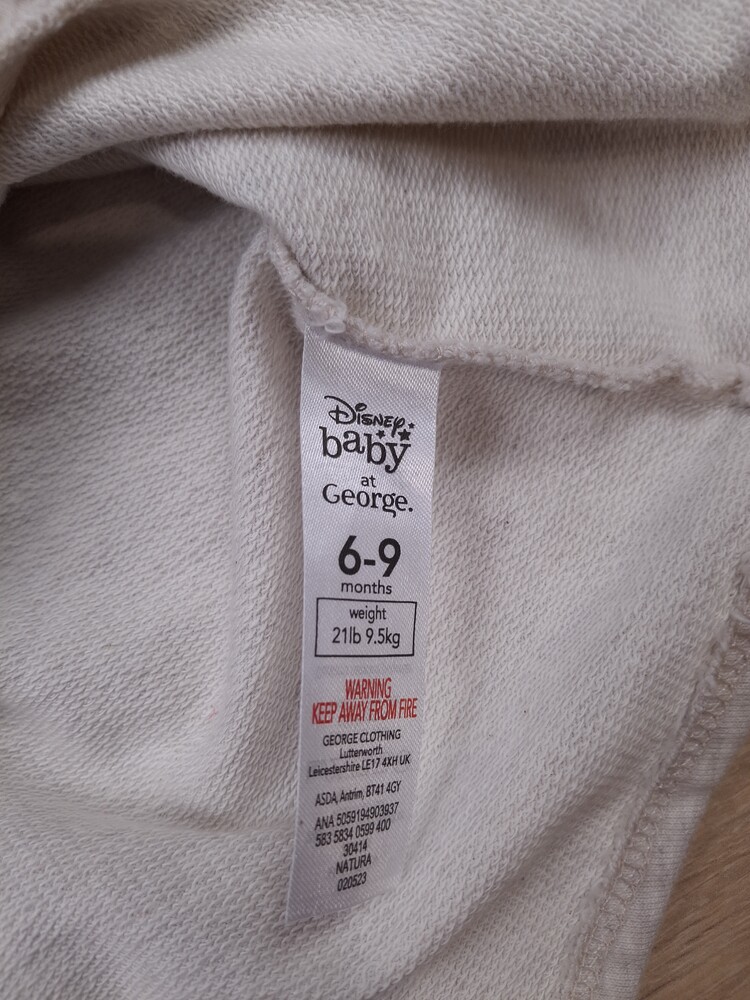 Disney
baby
at
George.
6-9
months
weight
21lb 9.5kg
WARNING
KEEP AWAY FROM FIRE
GEORGE CLOTHING
Lutterworth
Leicestershire LE17 4XH UK
ASDA, Antrim, BT41 4GY
ANA 5059194903937
583 5834 0599 400
30414
NATURA
020523